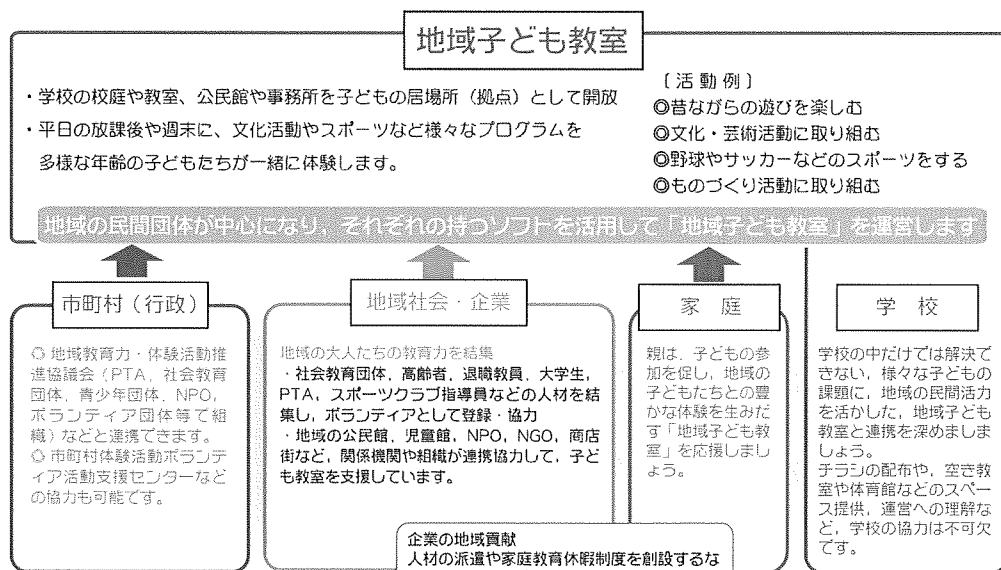 地域子ども教室
・学校の校庭や教室、公民館や事務所を子どもの居場所（拠点）として開放
・平日の放課後や週末に、文化活動やスポーツなど様々なプログラムを
多様な年齢の子どもたちが一緒に体験します。
〔活動例〕
◎昔ながらの遊びを楽しむ
◎文化・芸術活動に取り組む
◎野球やサッカーなどのスポーツをする
◎ものづくり活動に取り組む
地域の民間団体が中心になり，それぞれの持つソフトを活用して「地域子ども教室」を運営します
市町村（行政）
◎地域教育力・体験活動推
進協議会（PTA，社会教育
団体，青少年団体，NPO，
ボランティア団体等で組
織）などと連携できます。
◎市町村体験活動ボランテ
ィア活動支援センターなど
の協力も可能です。
地域社会・企業
地域の大人たちの教育力を結集
・社会教育団体，高齢者，退職教員，大学生，
PTA，スポーツクラブ指導員などの人材を結
集し，ボランティアとして登録・協力
・地域の公民館，児童館，NPO，NGO，商店
街など，関係機関や組織が連携協力して，子ど
も教室を支援しています。
企業の地域貢献
人材の派遣や家庭教育休暇制度を創設するな
家　庭
親は，子どもの参
加を促し，地域の
子どもたちとの豊
かな体験を生みだ
す「地域子ども教
室」を応援しまし
ょう。
学　校
学校の中だけでは解決で
きない，様々な子どもの
課題に，地域の民間活力
を活かした，地域子ども
教室と連携を深めましま
しょう。
チラシの配布や，空き教
室や体育館などのスペー
ス提供，運営への理解な
ど，学校の協力は不可欠
です。